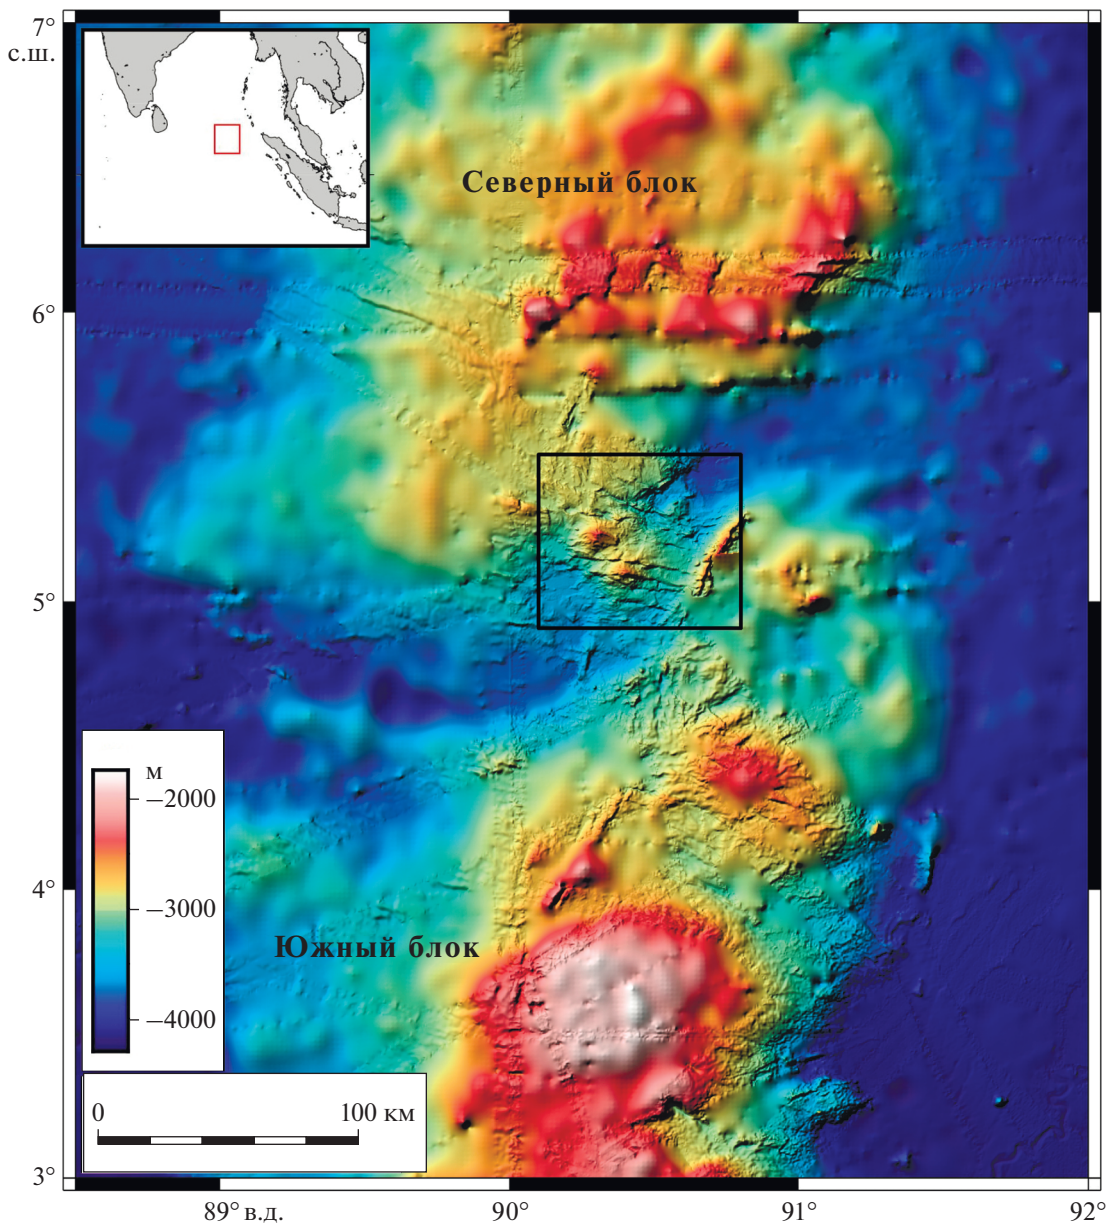 7°
с.ш.
Северный блок
6°
5°
м
−2000
4°
−3000
Южный блок
−4000
0 100 км
3°
89° в.д. 90° 91° 92°